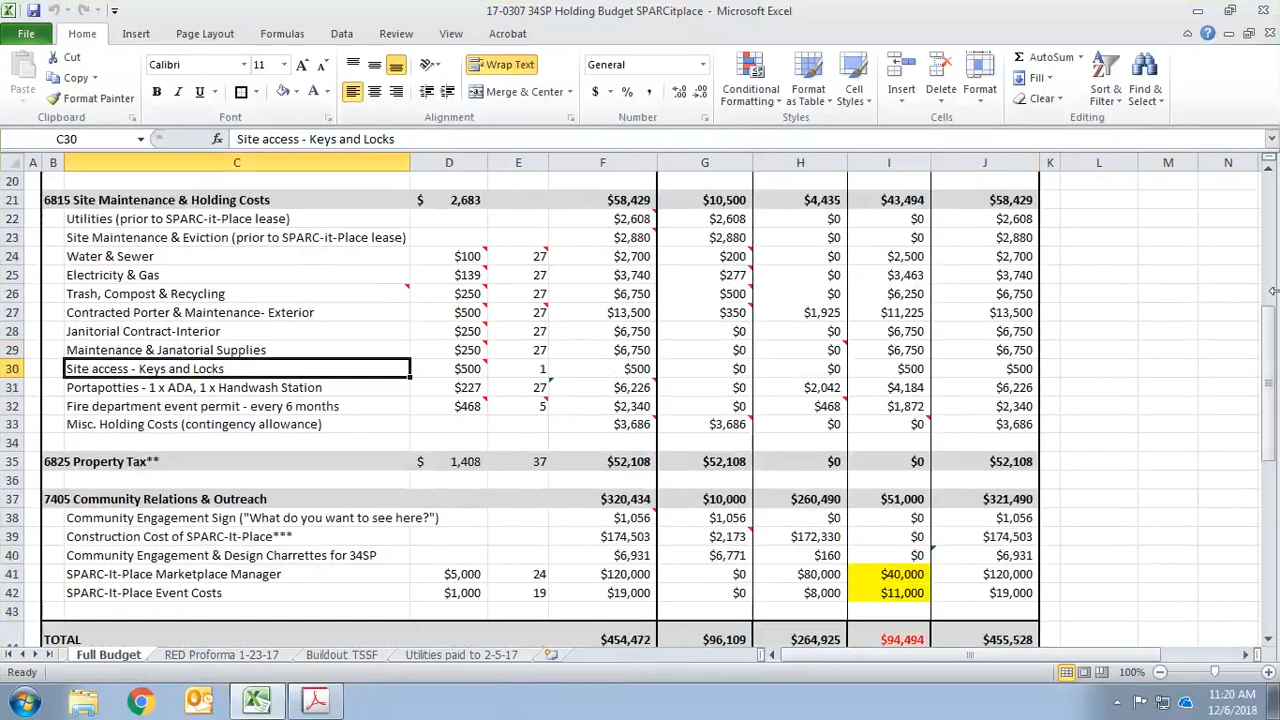 17-0307 34SP Holding Budget SPARCitplace - Microsoft Excel
File Home Insert Page Layout Formulas Data Review View Acrobat
Paste Cut Copy Format Painter Clipboard
Calibri 11 B I U A A A Font
Wrap Text Merge & Center Alignment
General $ % , Number
Conditional Formatting Format as Table Cell Styles Styles
Insert Delete Format Cells
AutoSum Fill Clear Sort & Filter Find & Select Editing
C30 fx Site access - Keys and Locks
A B C D E F G H I J K L M N
20
21 6815 Site Maintenance & Holding Costs $ 2,683 $58,429 $10,500 $4,435 $43,494 $58,429
22 Utilities (prior to SPARC-it-Place lease) $2,608 $2,608 $0 $0 $2,608
23 Site Maintenance & Eviction (prior to SPARC-it-Place lease) $2,880 $2,880 $0 $0 $2,880
24 Water & Sewer $100 27 $2,700 $200 $0 $2,500 $2,700
25 Electricity & Gas $139 27 $3,740 $277 $0 $3,463 $3,740
26 Trash, Compost & Recycling $250 27 $6,750 $500 $0 $6,250 $6,750
27 Contracted Porter & Maintenance- Exterior $500 27 $13,500 $350 $1,925 $11,225 $13,500
28 Janitorial Contract-Interior $250 27 $6,750 $0 $0 $6,750 $6,750
29 Maintenance & Janatorial Supplies $250 27 $6,750 $0 $0 $6,750 $6,750
30 Site access - Keys and Locks $500 1 $500 $0 $0 $500 $500
31 Portapotties - 1 x ADA, 1 x Handwash Station $227 27 $6,226 $0 $2,042 $4,184 $6,226
32 Fire department event permit - every 6 months $468 5 $2,340 $0 $468 $1,872 $2,340
33 Misc. Holding Costs (contingency allowance) $3,686 $3,686 $0 $0 $3,686
34
35 6825 Property Tax** $ 1,408 37 $52,108 $52,108 $0 $0 $52,108
36
37 7405 Community Relations & Outreach $320,434 $10,000 $260,490 $51,000 $321,490
38 Community Engagement Sign ("What do you want to see here?") $1,056 $1,056 $0 $0 $1,056
39 Construction Cost of SPARC-It-Place*** $174,503 $2,173 $172,330 $0 $174,503
40 Community Engagement & Design Charrettes for 34SP $6,931 $6,771 $160 $0 $6,931
41 SPARC-It-Place Marketplace Manager $5,000 24 $120,000 $0 $80,000 $40,000 $120,000
42 SPARC-It-Place Event Costs $1,000 19 $19,000 $0 $8,000 $11,000 $19,000
43
44 TOTAL $454,472 $96,109 $264,925 $94,494 $455,528
Full Budget RED Proforma 1-23-17 Buildout TSSF Utilities paid to 2-5-17
Ready 100%
11:20 AM
12/6/2018